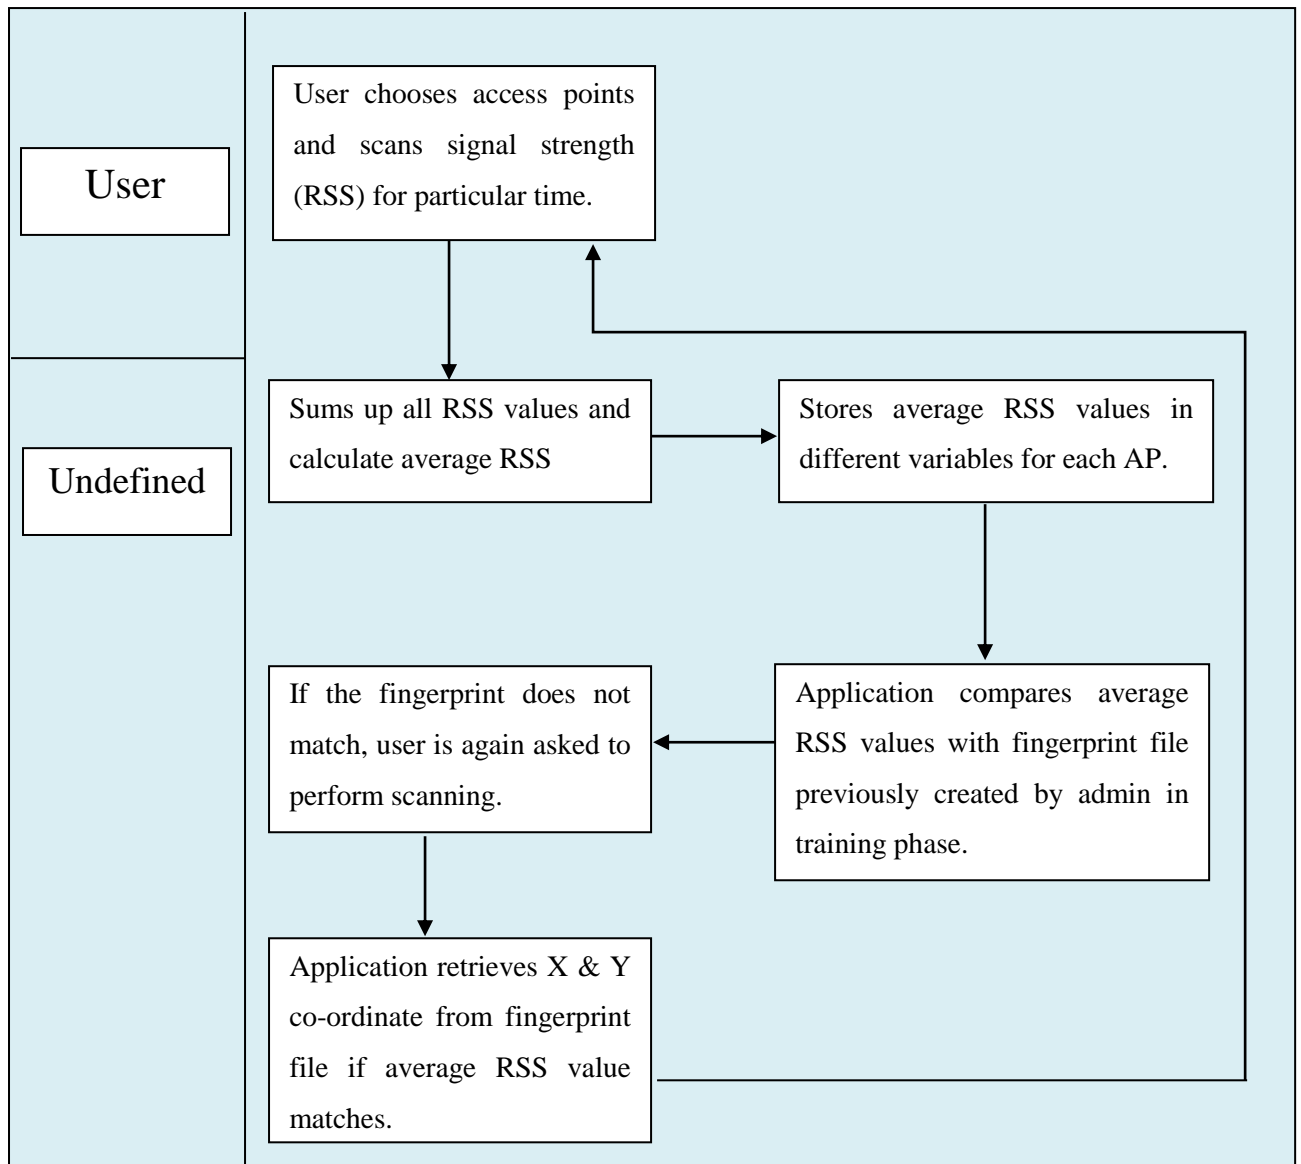 User
User chooses access points
and scans signal strength
(RSS) for particular time.
Undefined
Sums up all RSS values and
calculate average RSS
Stores average RSS values in
different variables for each AP.
Application compares average
RSS values with fingerprint file
previously created by admin in
training phase.
If the fingerprint does not
match, user is again asked to
perform scanning.
Application retrieves X & Y
co-ordinate from fingerprint
file if average RSS value
matches.